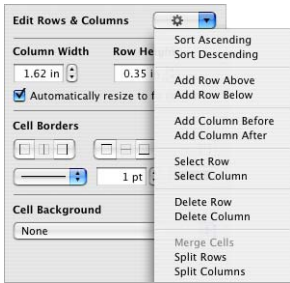 Edit Rows & Columns
Sort Ascending
Sort Descending
Column Width
Row
1.62 in
0.35
Automatically resize to
Add Row Above
Add Row Below
Add Column Before
Add Column After
Cell Borders
Select Row
Select Column
1 pt
Delete Row
Delete Column
Cell Background
None
Merge Cells
Split Rows
Split Columns